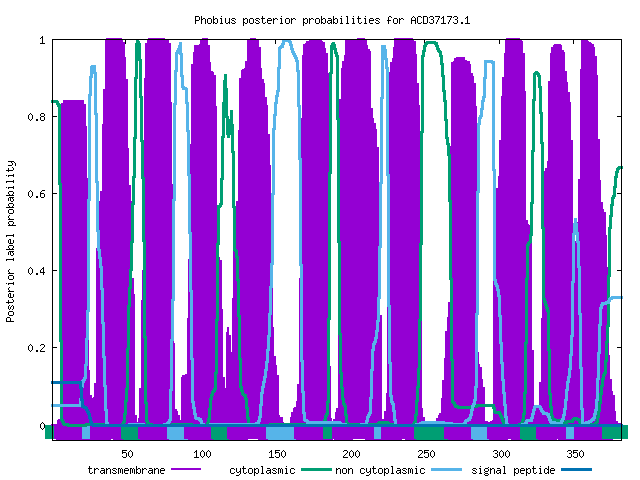 Phobius posterior probabilities for ACD37173.1
1
0.8
0.6
0.4
0.2
0
Posterior label probability
50 100 150 200 250 300 350
transmembrane cytoplasmic non cytoplasmic signal peptide